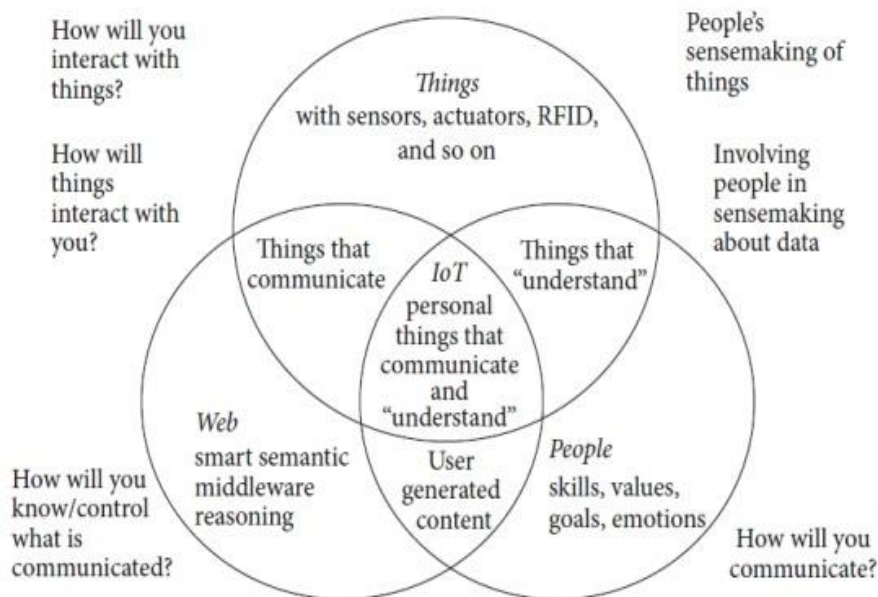 How will you
interact with
things?
People's
sensemaking of
things
Things
with sensors, actuators, RFID,
and so on
How will
things
interact with
you?
Involving
people in
sensemaking
about data
Things that
communicate
Things that
“understand”
IoT
personal
things that
communicate
and
“understand”
Web
smart semantic
middleware
reasoning
User
generated
content
People
skills, values,
goals, emotions
How will you
know/control
what is
communicated?
How will you
communicate?